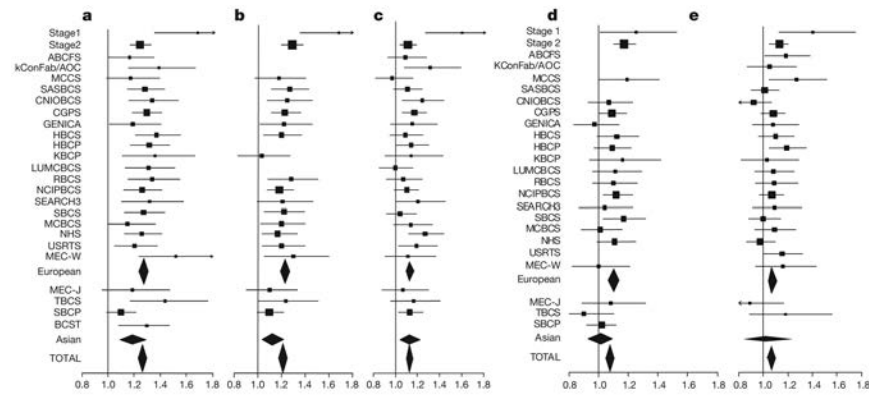 a b c d e
Stage1
Stage2
ABCFS
kConFab/AOC
MCCS
SASBCS
CNIOBCS
CGPS
GENICA
HBCS
HBCP
KBCP
LUMCBCS
RBCS
NCIPBCS
SEARCH3
SBCS
MCBCS
NHS
USRTS
MEC-W
European
MEC-J
TBCS
SBCP
BCST
Asian
TOTAL
0.8 1.0 1.2 1.4 1.6 1.8
0.8 1.0 1.2 1.4 1.6 1.8
0.8 1.0 1.2 1.4 1.6 1.8
Stage 1
Stage 2
ABCFS
KConFab/AOC
MCCS
SASBCS
CNIOBCS
CGPS
GENICA
HBCS
HBCP
KBCP
LUMCBCS
RBCS
NCIPBCS
SEARCH3
SBCS
MCBCS
NHS
USRTS
MEC-W
European
MEC-J
TBCS
SBCP
Asian
TOTAL
0.8 1.0 1.2 1.4 1.6
0.8 1.0 1.2 1.4 1.6 1.8